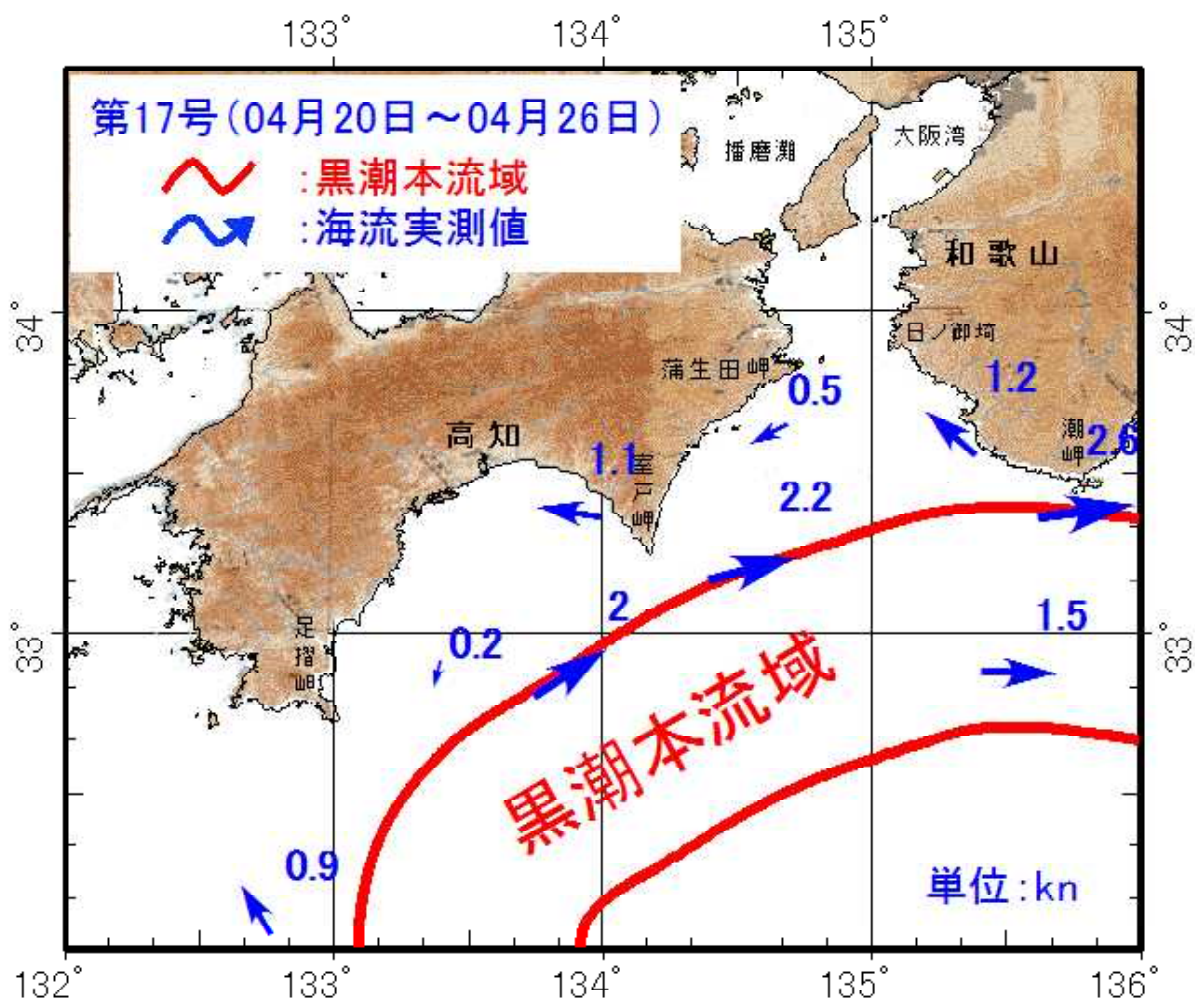 133° 134° 135°
第17号(04月20日～04月26日)
:黒潮本流域
:海流実測値
播磨灘
大阪湾
和歌山
34° 34°
日ノ御埼
蒲生田岬
0.5
1.2
高知
潮岬
2.6
1.1
室戸岬
2.2
2
1.5
足摺岬
0.2
33° 33°
黒潮本流域
0.9
単位:kn
132° 133° 134° 135° 136°